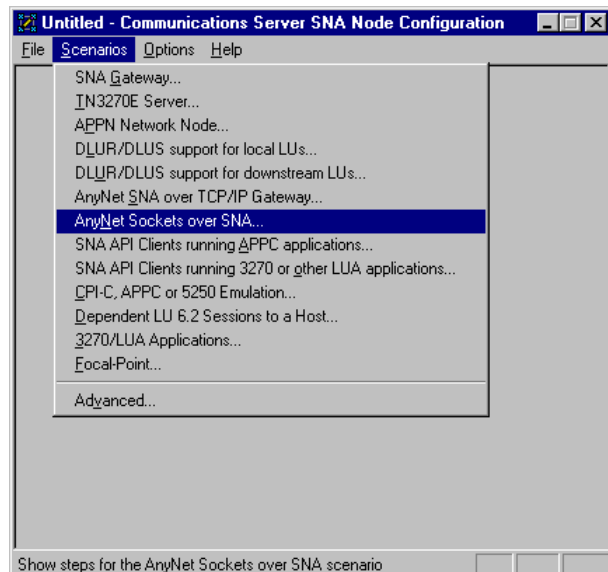 Untitled - Communications Server SNA Node Configuration
File Scenarios Options Help
SNA Gateway...
TN3270E Server...
APPN Network Node...
DLUR/DLUS support for local LUs...
DLUR/DLUS support for downstream LUs...
AnyNet SNA over TCP/IP Gateway...
AnyNet Sockets over SNA...
SNA API Clients running APPC applications...
SNA API Clients running 3270 or other LUA applications...
CPI-C, APPC or 5250 Emulation...
Dependent LU 6.2 Sessions to a Host...
3270/LUA Applications...
Focal-Point...
Advanced...
Show steps for the AnyNet Sockets over SNA scenario